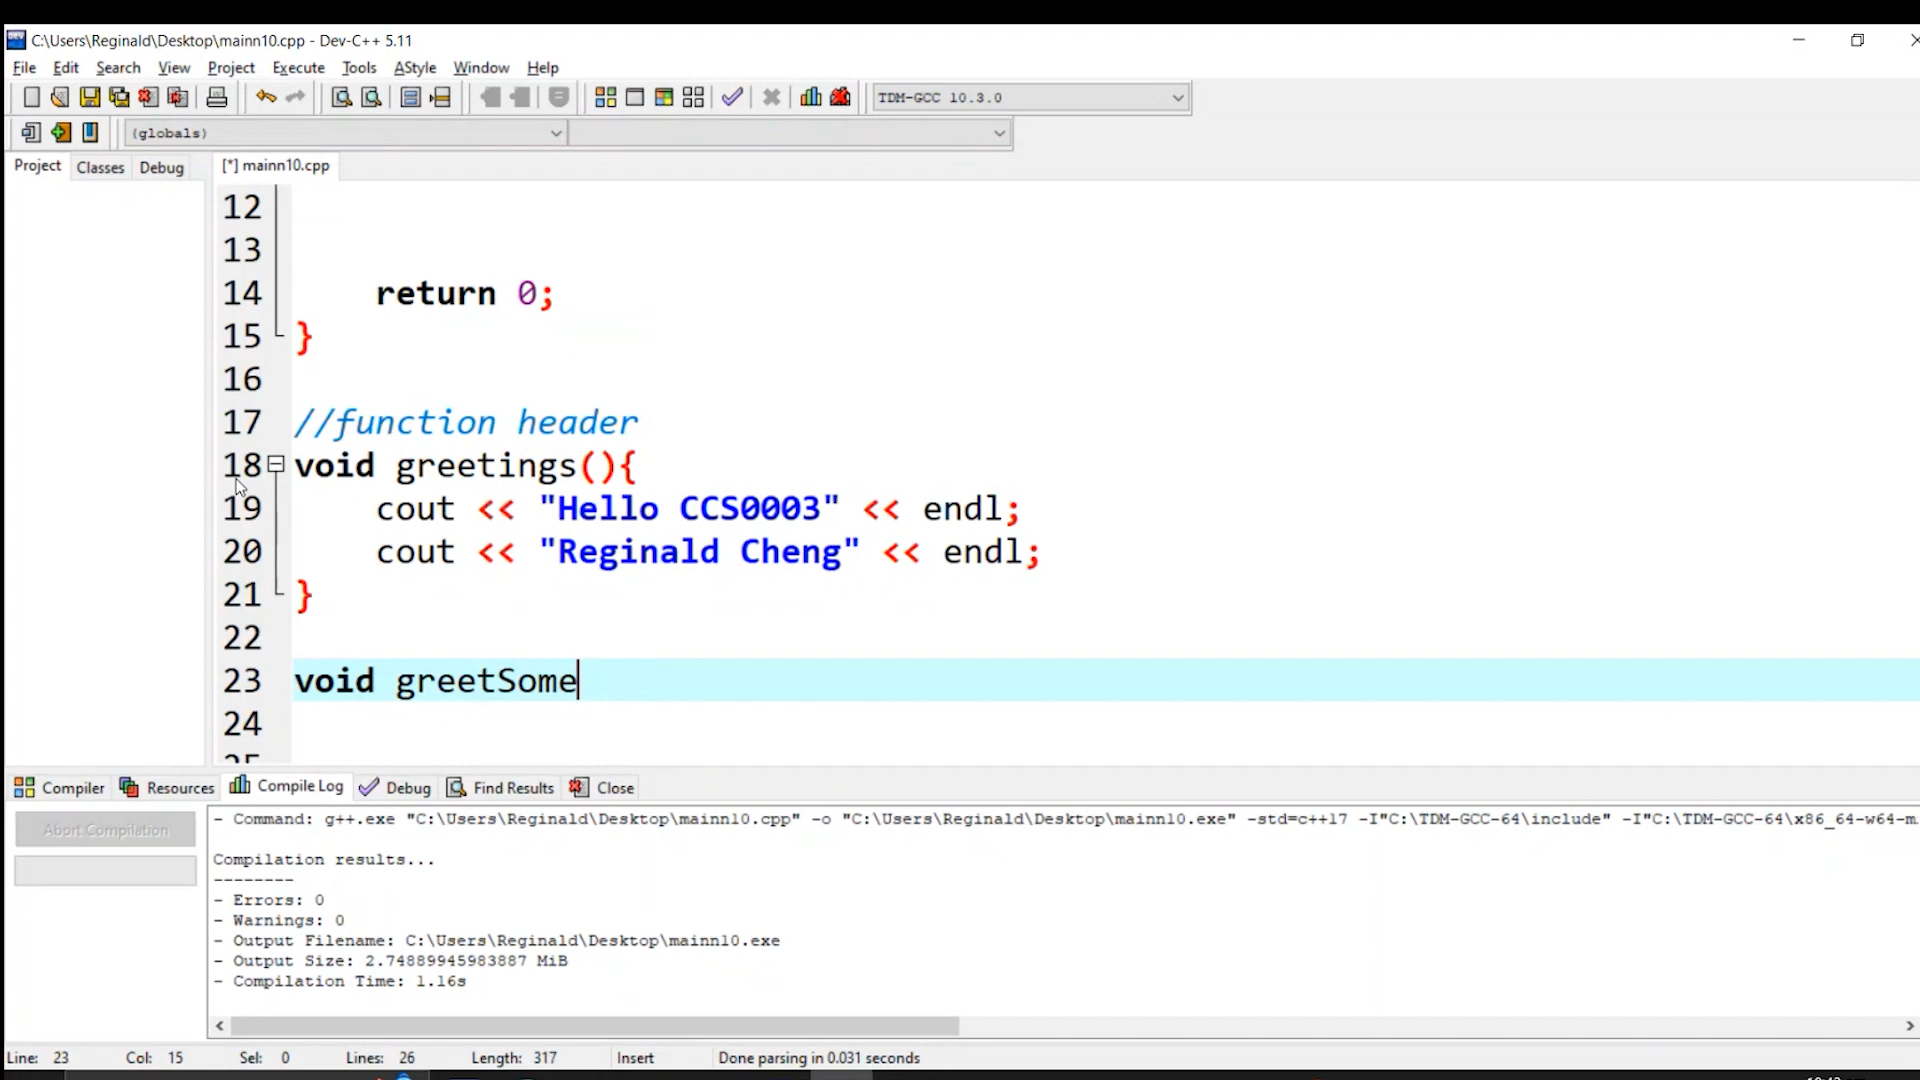 C:\Users\Reginald\Desktop\mainn10.cpp - Dev-C++ 5.11
File Edit Search View Project Execute Tools AStyle Window Help
TDM-GCC 10.3.0
(globals)
Project Classes Debug [*] mainn10.cpp
12
13
14 return 0;
15 }
16
17 //function header
18 void greetings(){
19 cout << "Hello CCS0003" << endl;
20 cout << "Reginald Cheng" << endl;
21 }
22
23 void greetSome
24
Compiler Resources Compile Log Debug Find Results Close
Abort Compilation
- Command: g++.exe "C:\Users\Reginald\Desktop\mainn10.cpp" -o "C:\Users\Reginald\Desktop\mainn10.exe" -std=c++17 -I"C:\TDM-GCC-64\include" -I"C:\TDM-GCC-64\x86_64-w64-m
Compilation results...
--------
- Errors: 0
- Warnings: 0
- Output Filename: C:\Users\Reginald\Desktop\mainn10.exe
- Output Size: 2.74889945983887 MiB
- Compilation Time: 1.16s
Line: 23 Col: 15 Sel: 0 Lines: 26 Length: 317 Insert Done parsing in 0.031 seconds